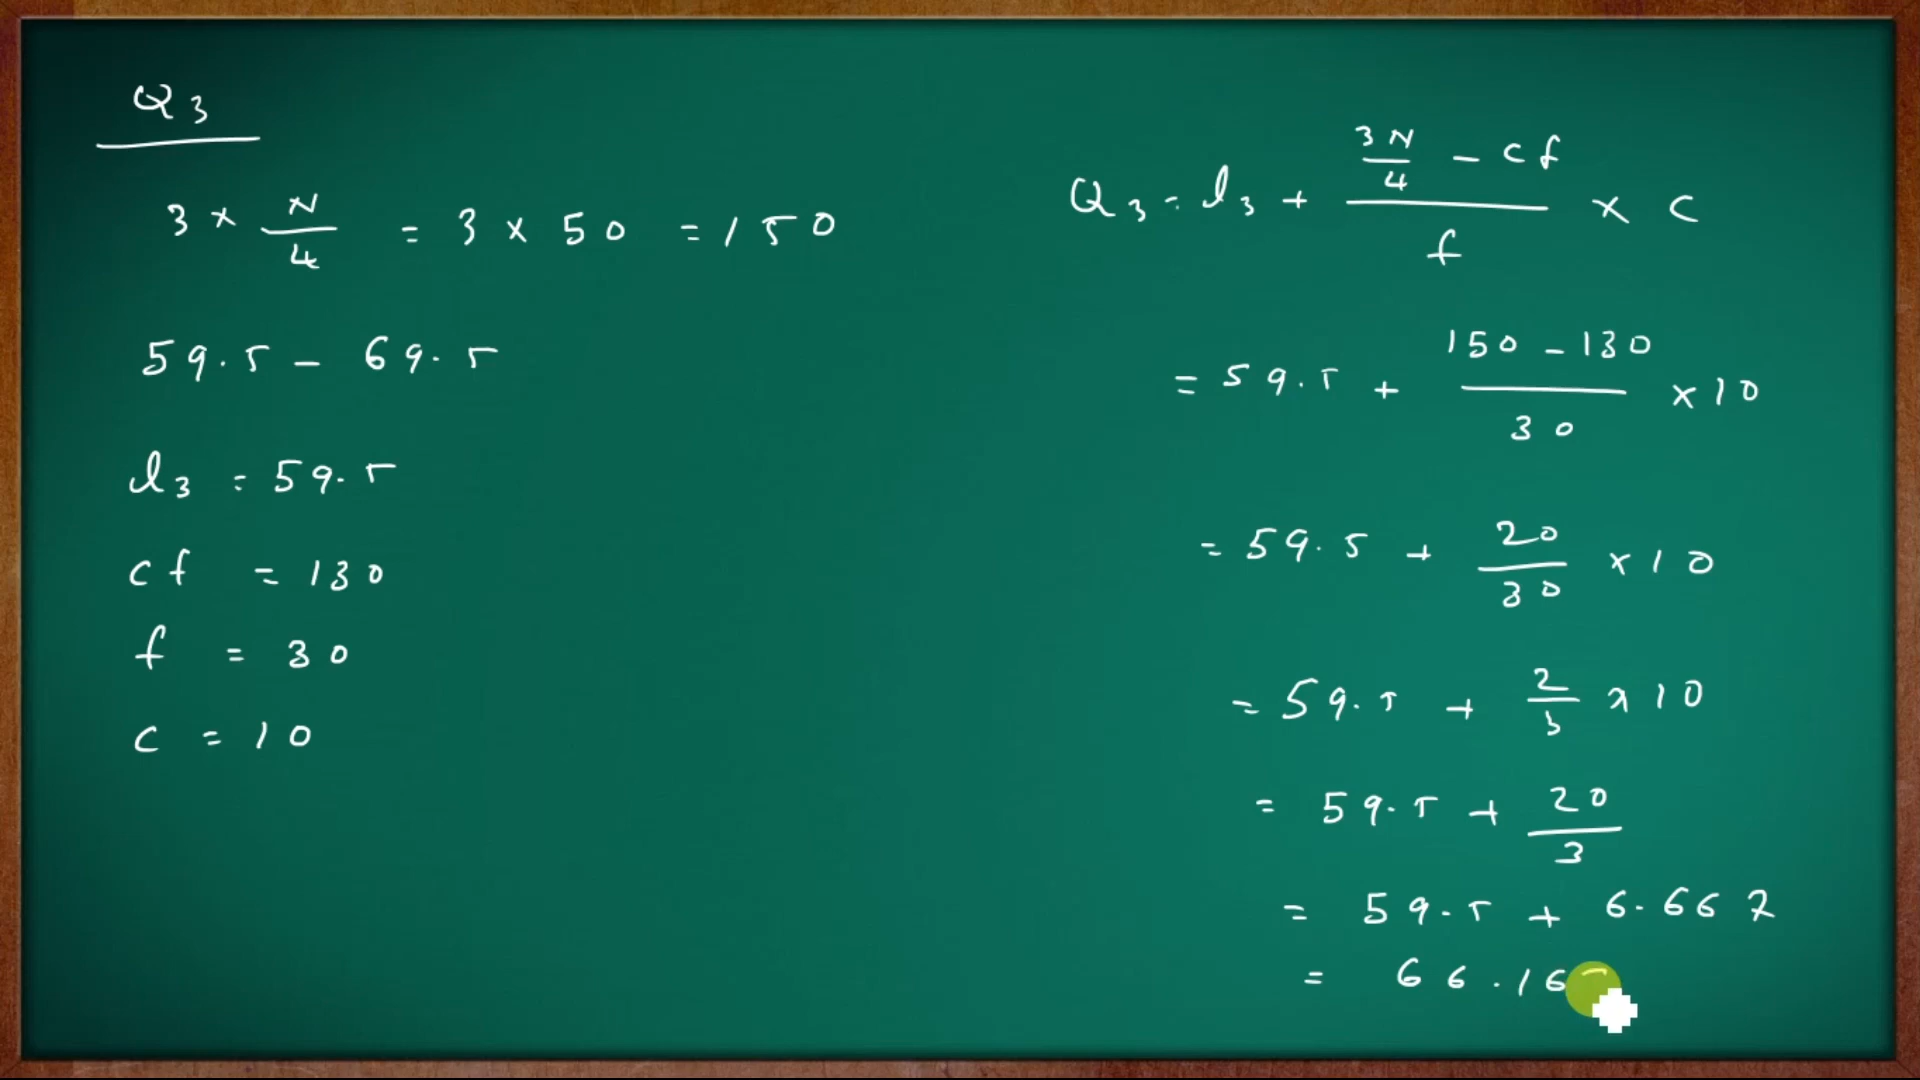 Q3
3 × N/4 = 3 × 50 = 150
59.5 – 69.5
l3 = 59.5
cf = 130
f = 30
c = 10
Q3 = l3 + (3N/4 – cf)/f × c
= 59.5 + (150 – 130)/30 × 10
= 59.5 + 20/30 × 10
= 59.5 + 2/3 × 10
= 59.5 + 20/3
= 59.5 + 6.667
= 66.16